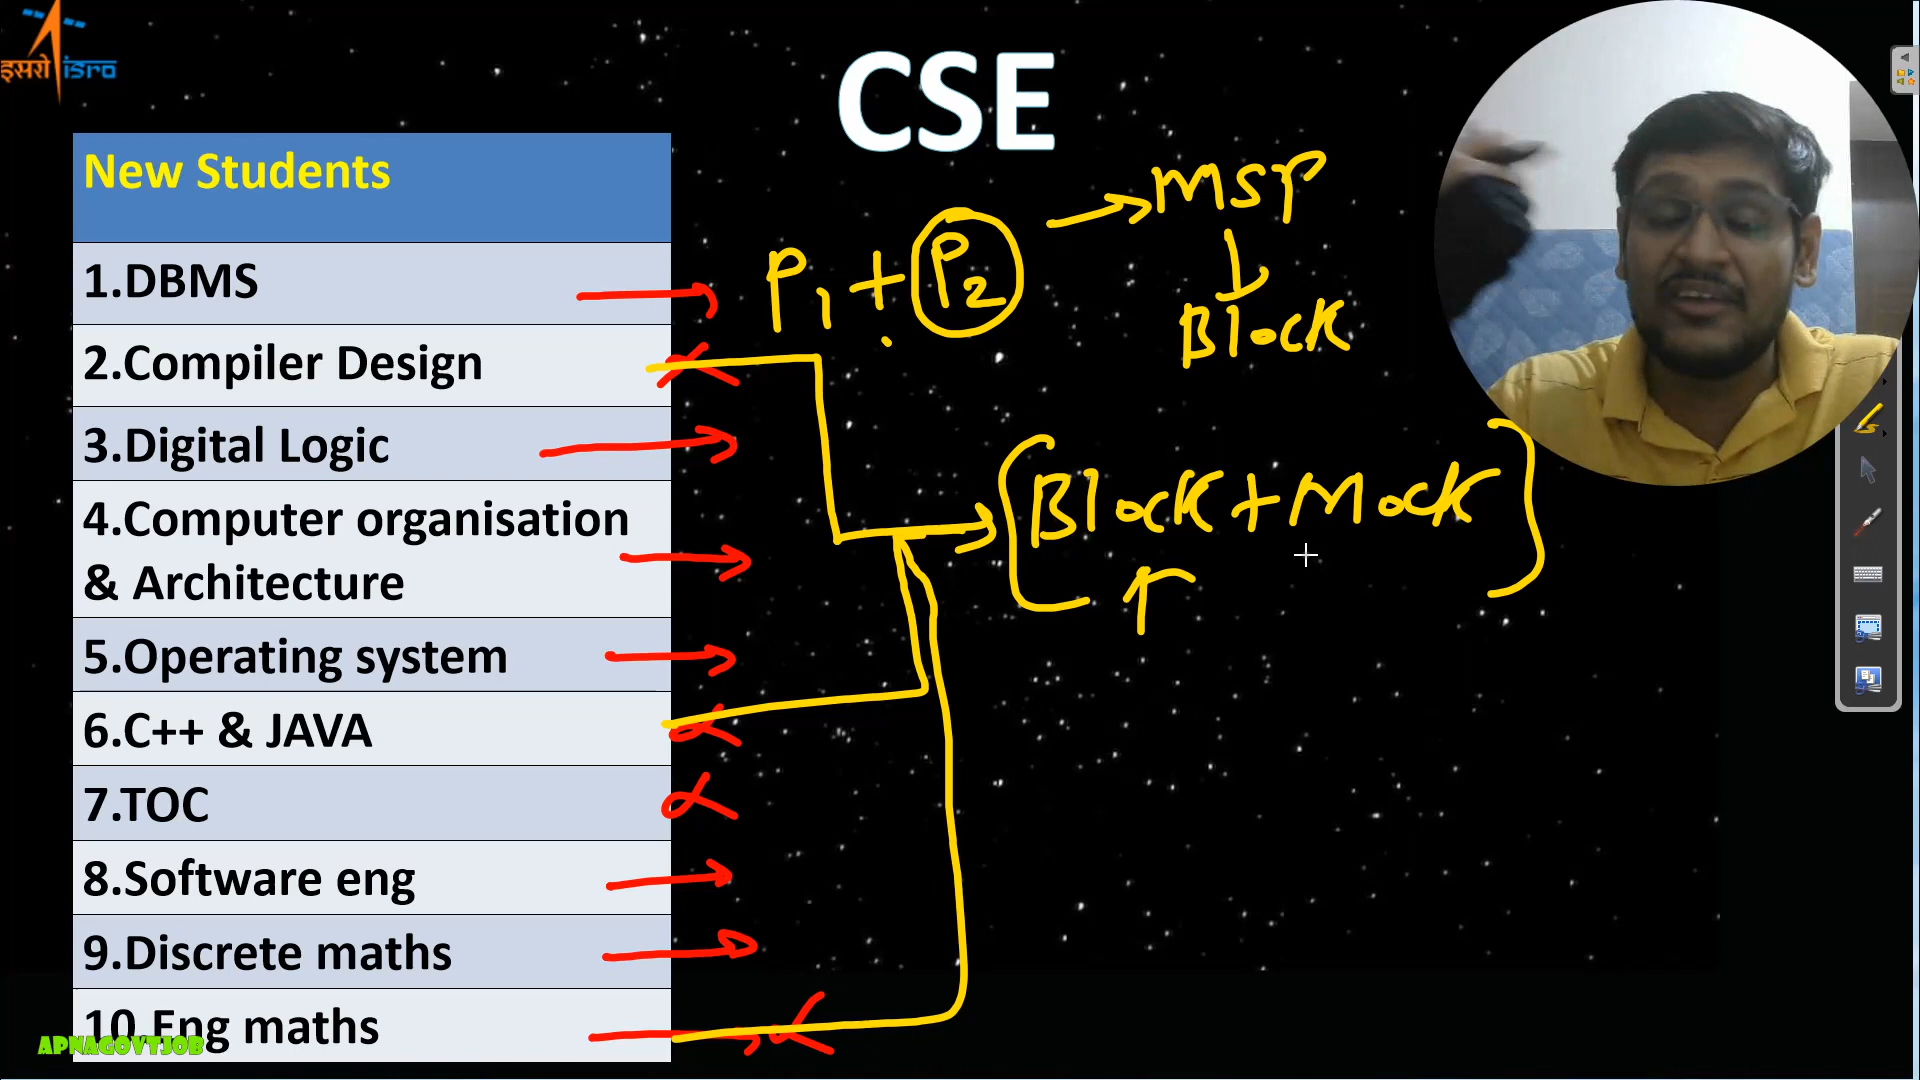 इसरो isro
CSE
New Students
1.DBMS
2.Compiler Design
3.Digital Logic
4.Computer organisation
& Architecture
5.Operating system
6.C++ & JAVA
7.TOC
8.Software eng
9.Discrete maths
10.Eng maths
APNAGOVTJOB
P1 + P2
MSP
Block
Block + Mock